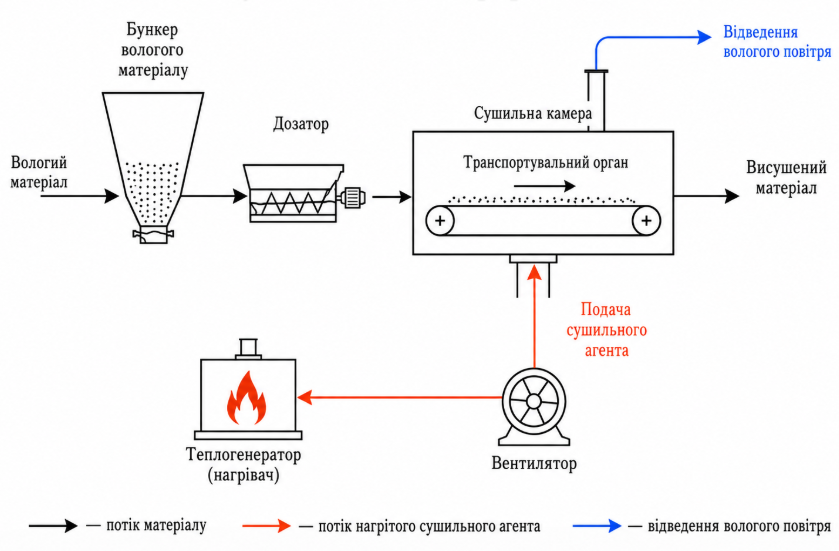 Бункер
вологого
матеріалу
Вологий
матеріал
Дозатор
Сушильна камера
Транспортувальний орган
Відведення
вологого повітря
Висушений
матеріал
Подача
сушильного
агента
Теплогенератор
(нагрівач)
Вентилятор
— потік матеріалу
— потік нагрітого сушильного агента
— відведення вологого повітря